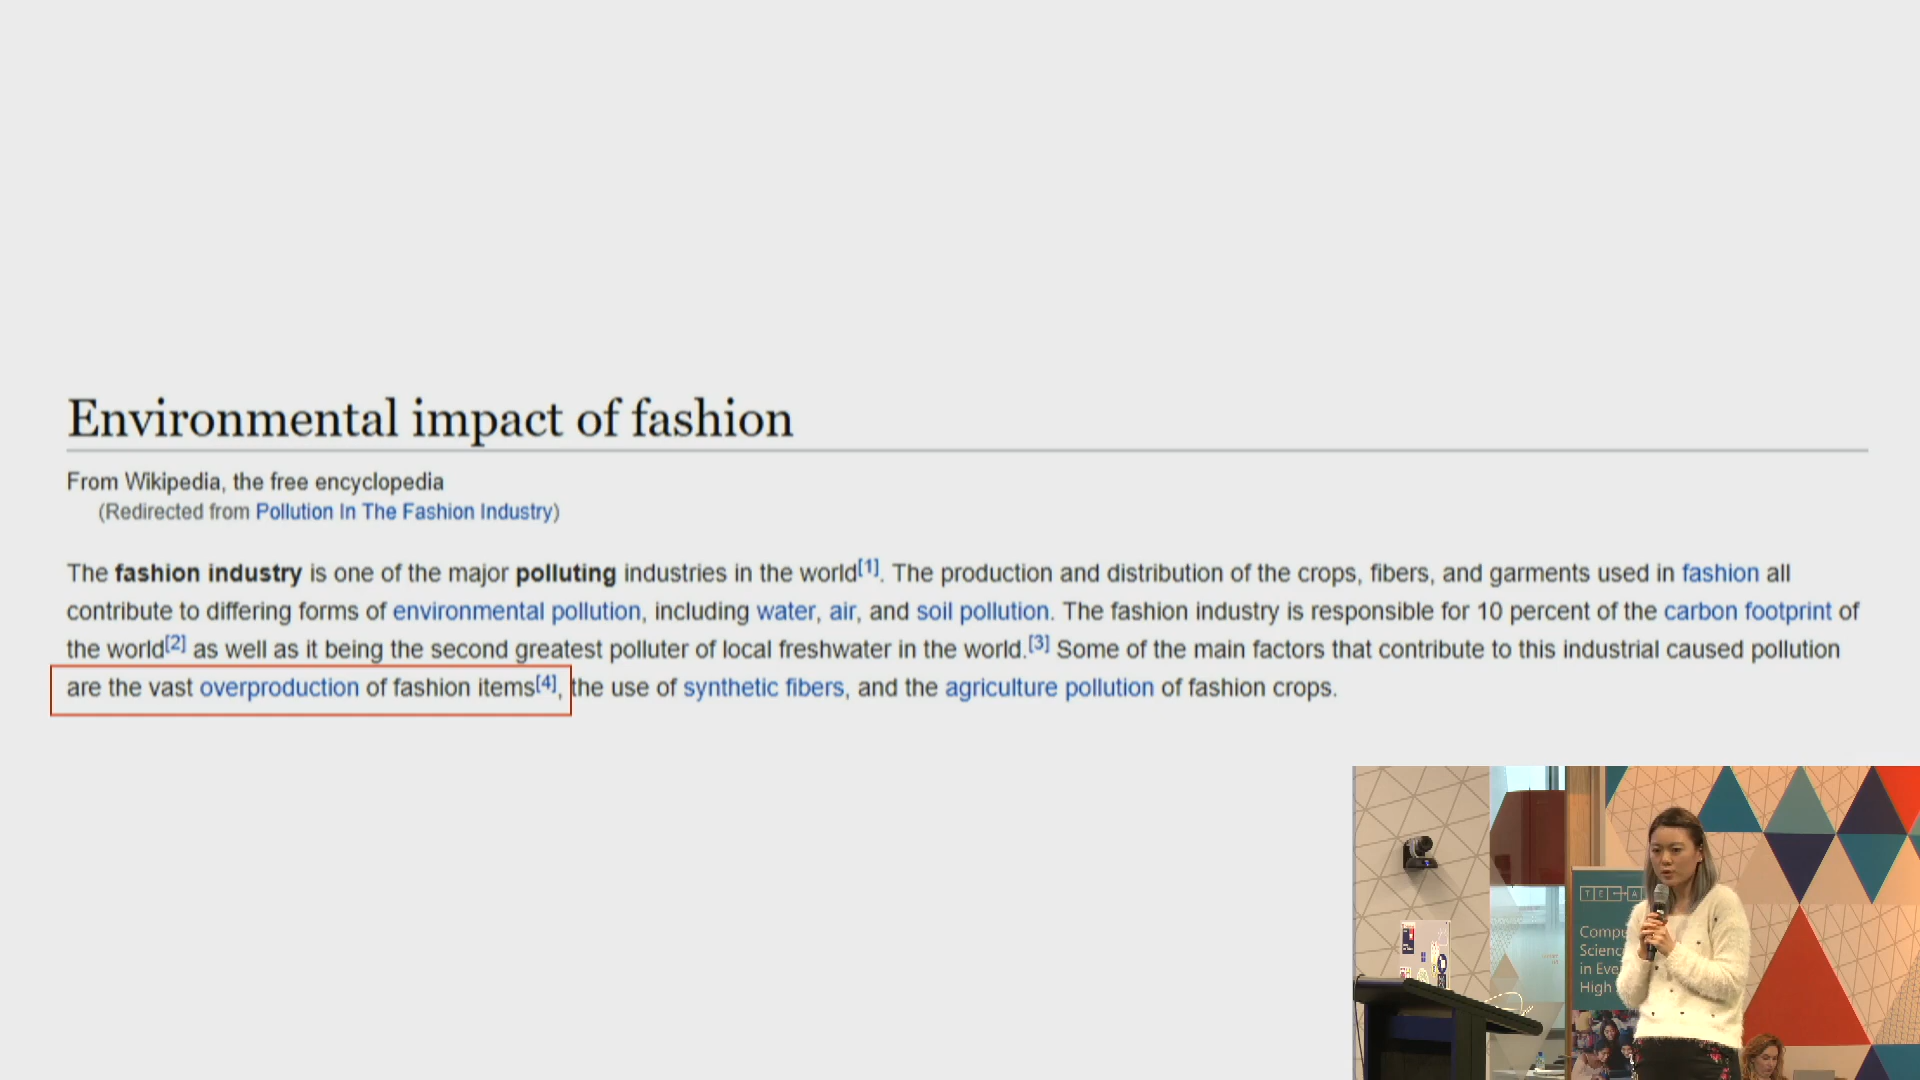 Environmental impact of fashion
From Wikipedia, the free encyclopedia
(Redirected from Pollution In The Fashion Industry)
The fashion industry is one of the major polluting industries in the world[1]. The production and distribution of the crops, fibers, and garments used in fashion all
contribute to differing forms of environmental pollution, including water, air, and soil pollution. The fashion industry is responsible for 10 percent of the carbon footprint of
the world[2] as well as it being the second greatest polluter of local freshwater in the world.[3] Some of the main factors that contribute to this industrial caused pollution
are the vast overproduction of fashion items[4], the use of synthetic fibers, and the agriculture pollution of fashion crops.
TEA
Compu
Scienc
in Eve
High